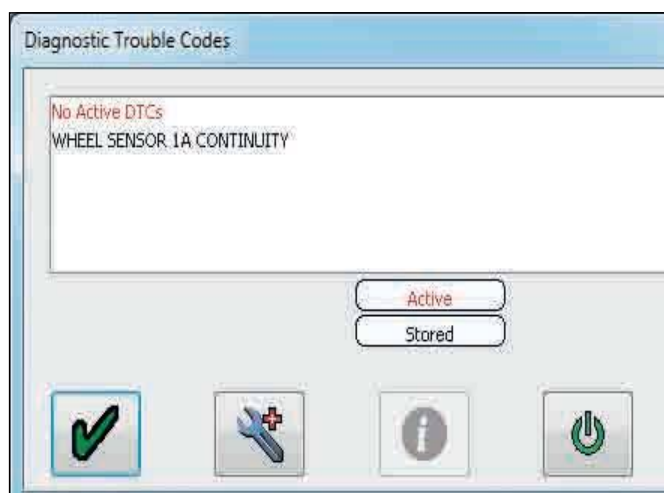 Diagnostic Trouble Codes
No Active DTCs
WHEEL SENSOR 1A CONTINUITY
Active
Stored